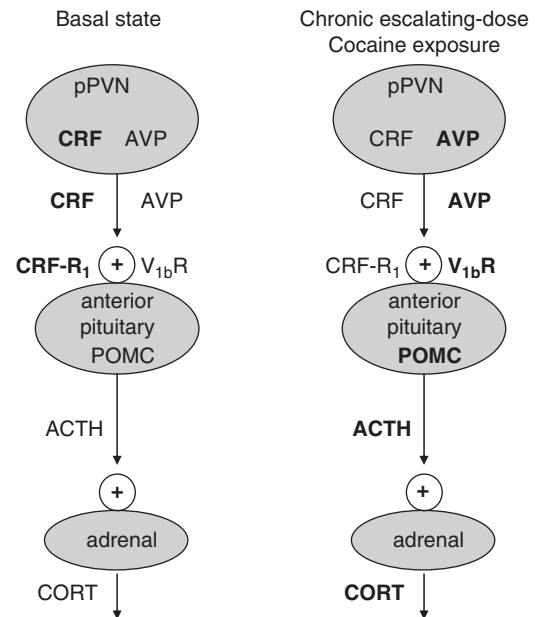 Basal state
pPVN
CRF AVP
CRF AVP
CRF-R1 + V1bR
anterior
pituitary
POMC
ACTH
+
adrenal
CORT
Chronic escalating-dose
Cocaine exposure
pPVN
CRF AVP
CRF AVP
CRF-R1 + V1bR
anterior
pituitary
POMC
ACTH
+
adrenal
CORT